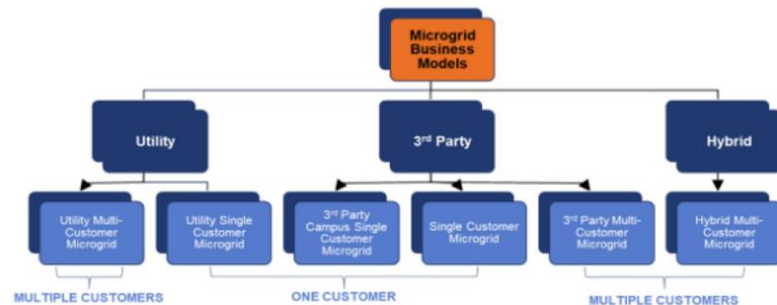 Microgrid
Business
Models
Utility
3rd Party
Hybrid
Utility Multi-
Customer
Microgrid
Utility Single
Customer
Microgrid
3rd Party
Campus Single
Customer
Microgrid
Single Customer
Microgrid
3rd Party Multi-
Customer
Microgrid
Hybrid Multi-
Customer
Microgrid
MULTIPLE CUSTOMERS
ONE CUSTOMER
MULTIPLE CUSTOMERS